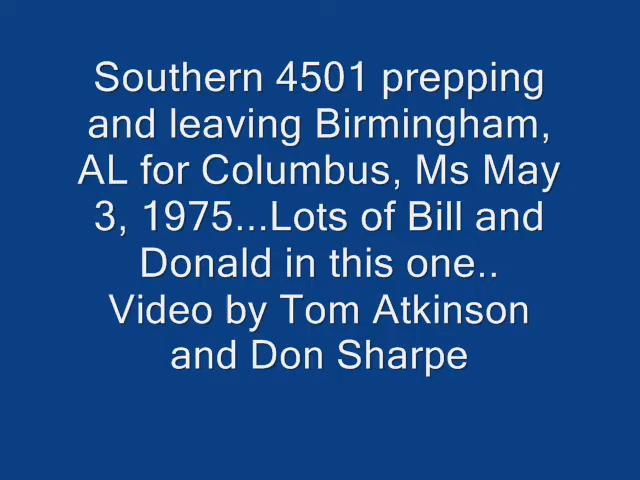 Southern 4501 prepping
and leaving Birmingham,
AL for Columbus, Ms May
3, 1975...Lots of Bill and
Donald in this one..
Video by Tom Atkinson
and Don Sharpe